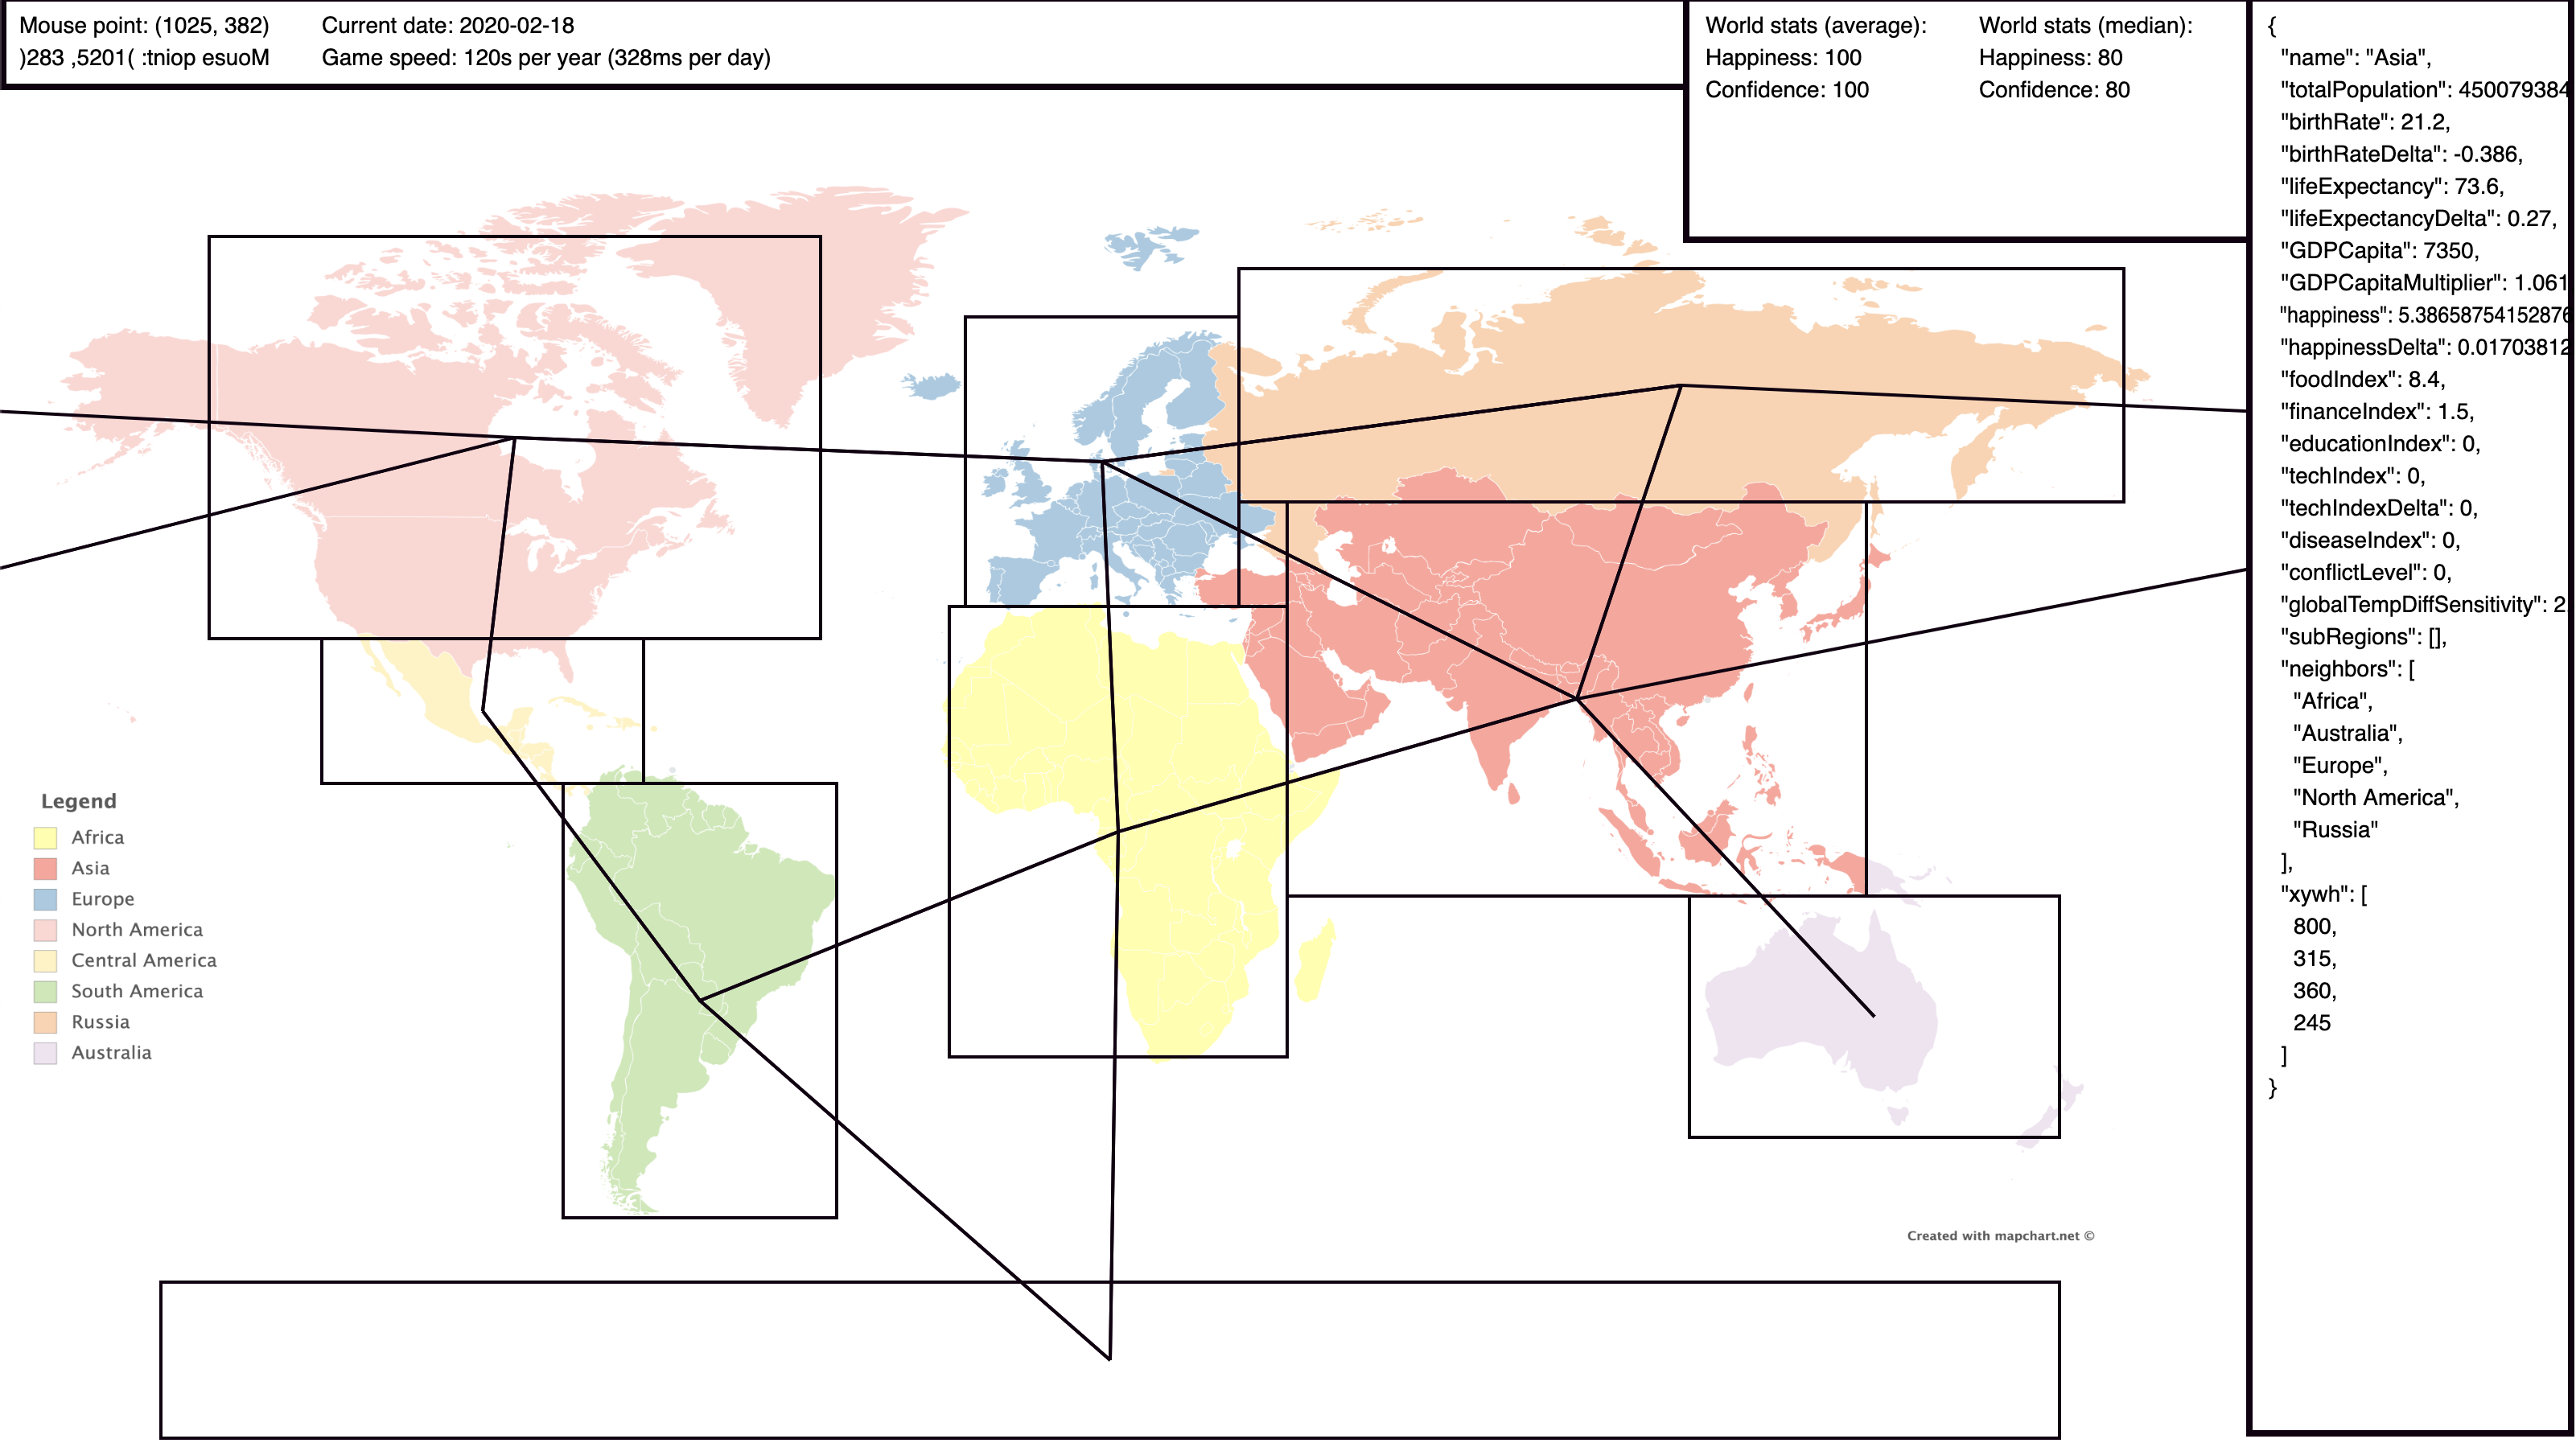 Mouse point: (1025, 382)
)283 ,5201( :tniop esuoM
Current date: 2020-02-18
Game speed: 120s per year (328ms per day)
World stats (average):
Happiness: 100
Confidence: 100
World stats (median):
Happiness: 80
Confidence: 80
{
"name": "Asia",
"totalPopulation": 450079384
"birthRate": 21.2,
"birthRateDelta": -0.386,
"lifeExpectancy": 73.6,
"lifeExpectancyDelta": 0.27,
"GDPCapita": 7350,
"GDPCapitaMultiplier": 1.061
"happiness": 5.38658754152876
"happinessDelta": 0.01703812
"foodIndex": 8.4,
"financeIndex": 1.5,
"educationIndex": 0,
"techIndex": 0,
"techIndexDelta": 0,
"diseaseIndex": 0,
"conflictLevel": 0,
"globalTempDiffSensitivity": 2.
"subRegions": [],
"neighbors": [
"Africa",
"Australia",
"Europe",
"North America",
"Russia"
],
"xywh": [
800,
315,
360,
245
]
}
Legend
Africa
Asia
Europe
North America
Central America
South America
Russia
Australia
Created with mapchart.net ©